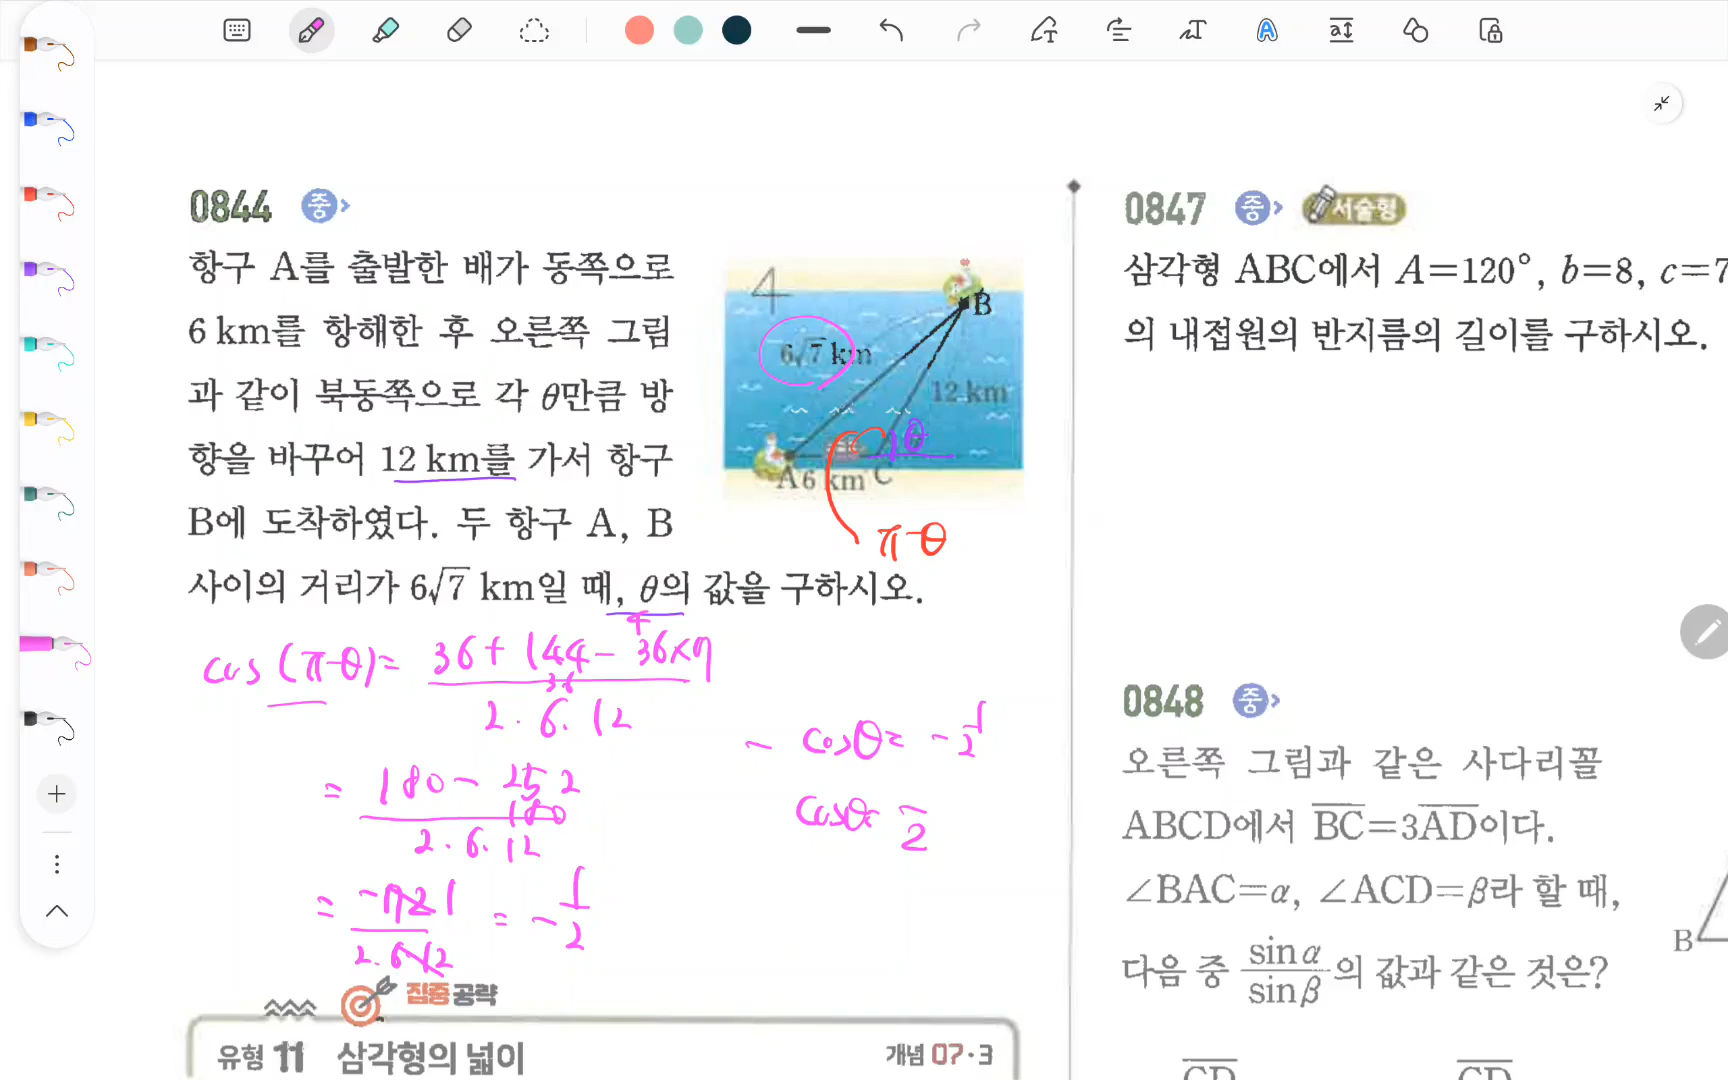 0844 중
항구 A를 출발한 배가 동쪽으로
6 km를 항해한 후 오른쪽 그림
과 같이 북동쪽으로 각 θ만큼 방
향을 바꾸어 12 km를 가서 항구
B에 도착하였다. 두 항구 A, B
사이의 거리가 6√7 km일 때, θ의 값을 구하시오.
4
B
6√7 km
12 km
θ
A 6 km C
π-θ
cos(π-θ)= 36+144-36×7
2·6·12
= 180-252
2·6·12
= -72 1
2·6·12
= -1/2
- cosθ= -1/2
cosθ= 1/2
집중 공략
유형 11 삼각형의 넓이 개념 07·3
0847 중 서술형
삼각형 ABC에서 A=120°, b=8, c=7
의 내접원의 반지름의 길이를 구하시오.
0848 중
오른쪽 그림과 같은 사다리꼴
ABCD에서 BC=3AD이다.
∠BAC=α, ∠ACD=β라 할 때,
다음 중 sinα/sinβ의 값과 같은 것은?
B
CD CD